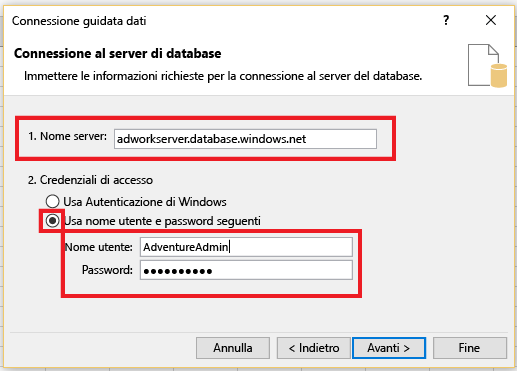 Connessione guidata dati
?
Connessione al server di database
Immettere le informazioni richieste per la connessione al server del database.
1. Nome server: adworkserver.database.windows.net
2. Credenziali di accesso
Usa Autenticazione di Windows
Usa nome utente e password seguenti
Nome utente: AdventureAdmin
Password: ●●●●●●●●●●
Annulla < Indietro Avanti > Fine